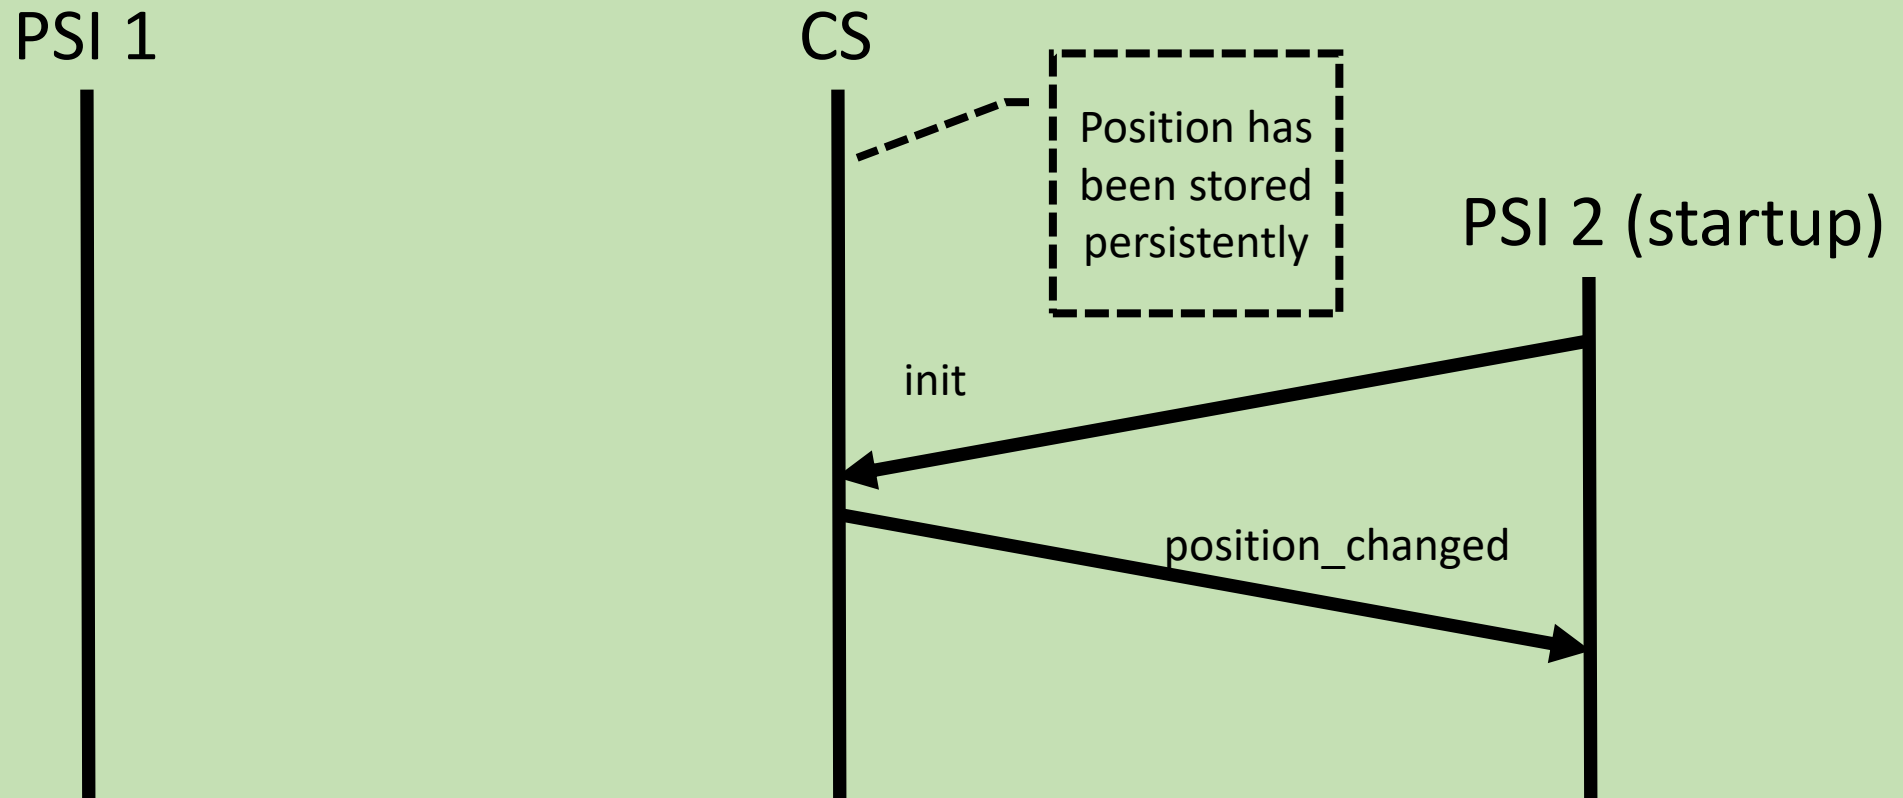 PSI 1
CS
Position has
been stored
persistently
PSI 2 (startup)
init
position_changed